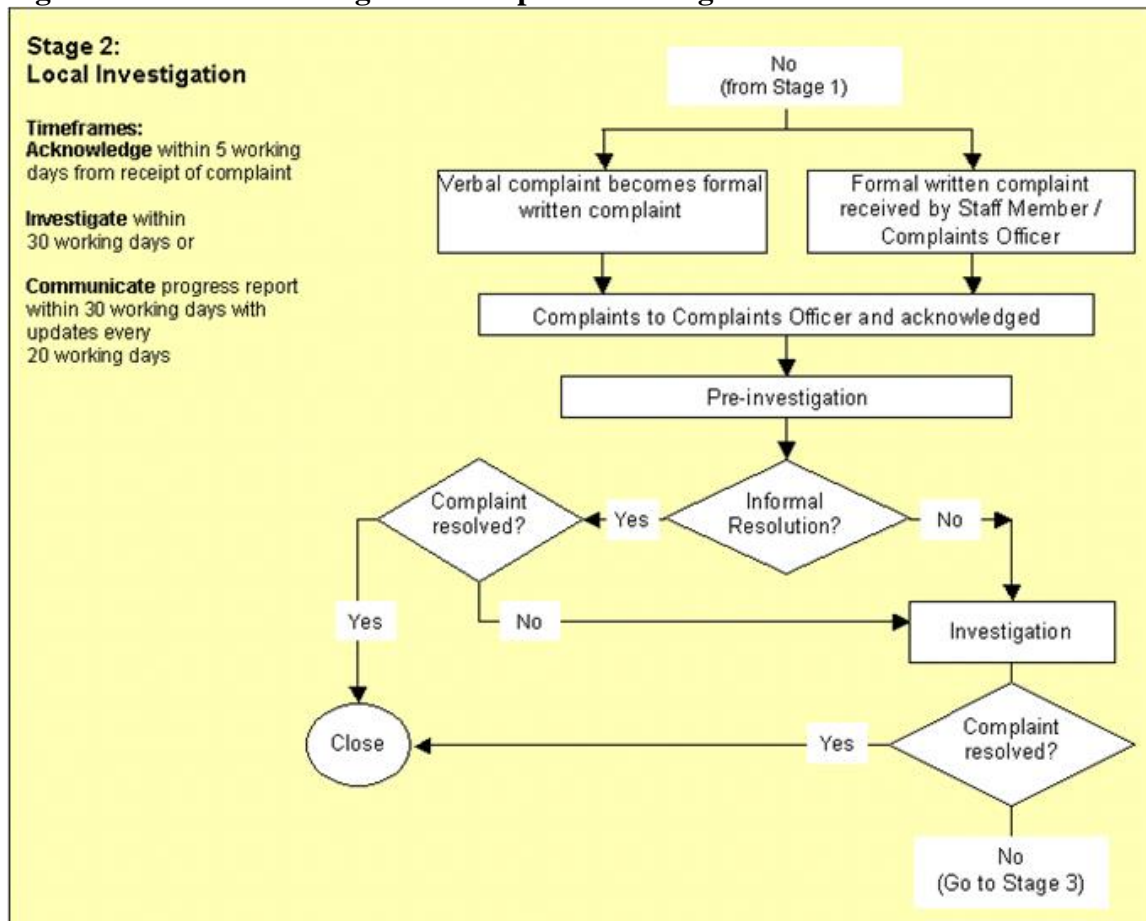 Stage 2:
Local Investigation
Timeframes:
Acknowledge within 5 working
days from receipt of complaint
Investigate within
30 working days or
Communicate progress report
within 30 working days with
updates every
20 working days
No
(from Stage 1)
Verbal complaint becomes formal
written complaint
Formal written complaint
received by Staff Member /
Complaints Officer
Complaints to Complaints Officer and acknowledged
Pre-investigation
Complaint
resolved?
Yes
Informal
Resolution?
No
Yes
No
Investigation
Close
Yes
Complaint
resolved?
No
(Go to Stage 3)